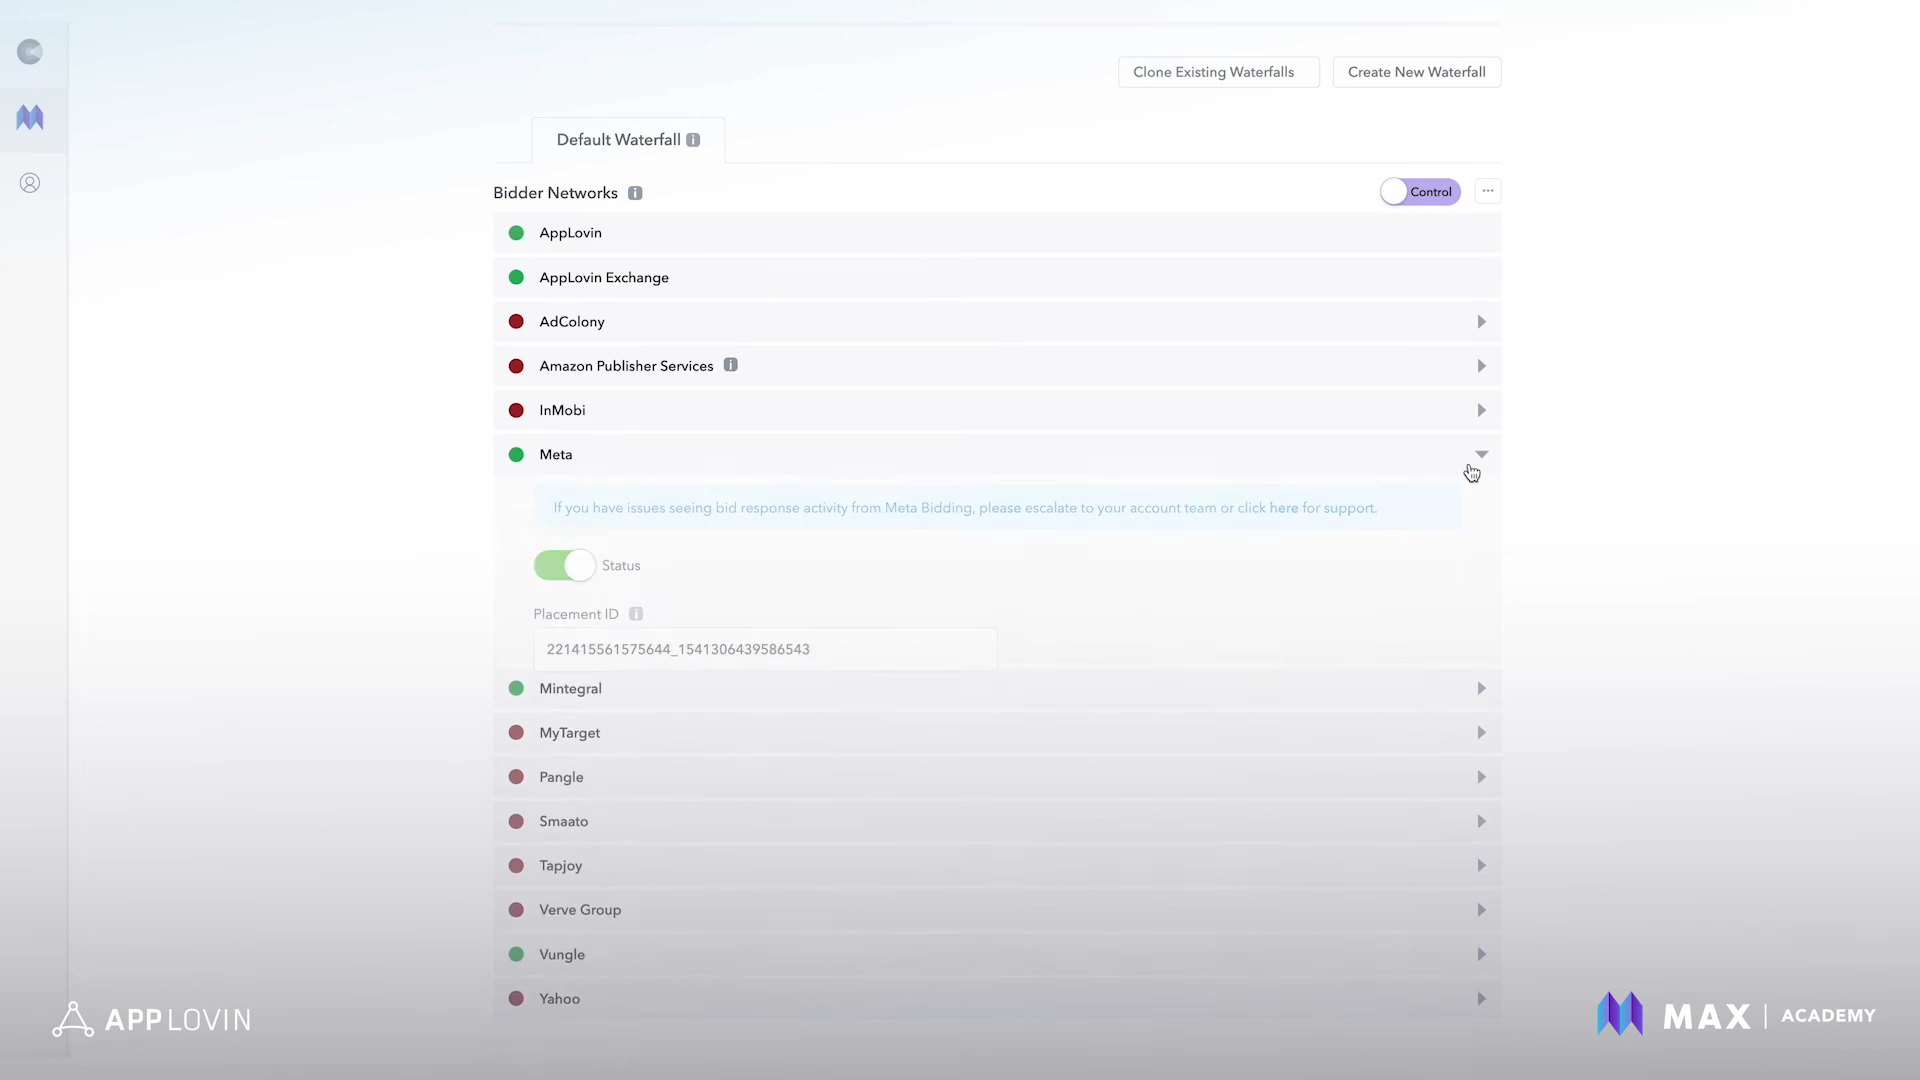 Clone Existing Waterfalls
Create New Waterfall
Default Waterfall i
Bidder Networks i
Control
...
AppLovin
AppLovin Exchange
AdColony
Amazon Publisher Services i
InMobi
Meta
If you have issues seeing bid response activity from Meta Bidding, please escalate to your account team or click here for support.
Status
Placement ID i
221415561575644_1541306439586543
Mintegral
MyTarget
Pangle
Smaato
Tapjoy
Verve Group
Vungle
Yahoo
APPLOVIN
MAX | ACADEMY